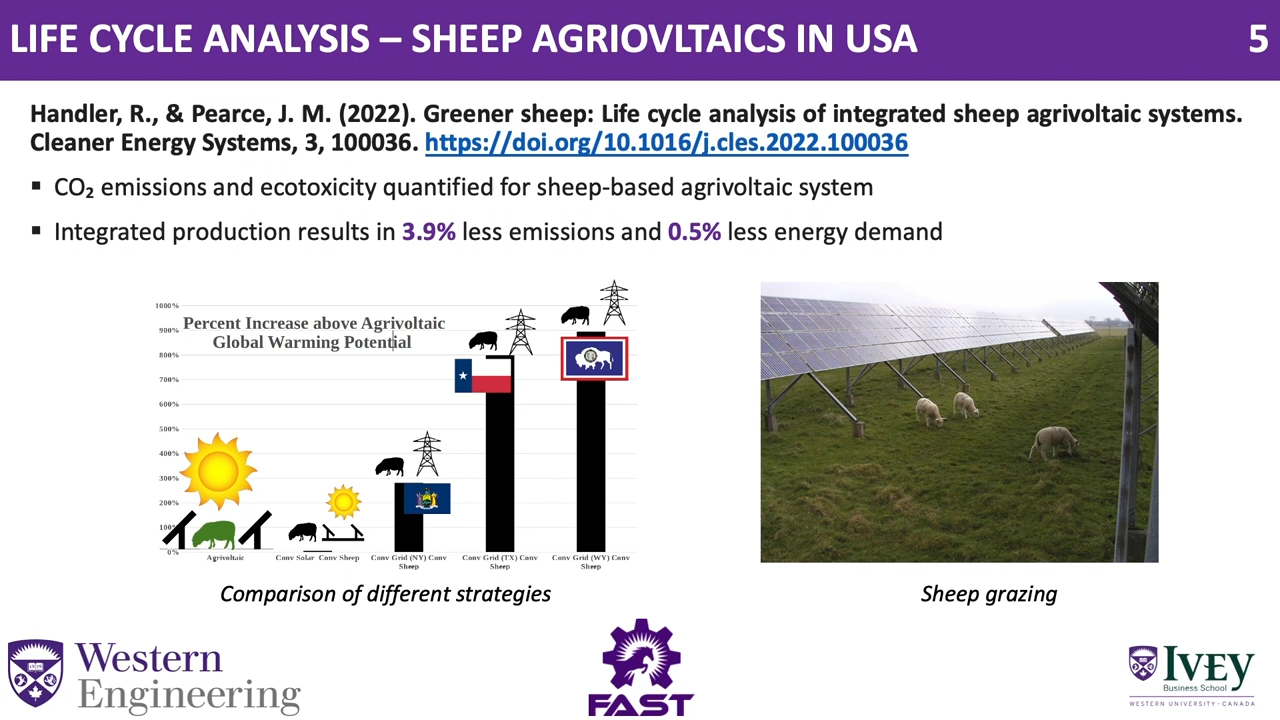 LIFE CYCLE ANALYSIS – SHEEP AGRIOVLTAICS IN USA
5
Handler, R., & Pearce, J. M. (2022). Greener sheep: Life cycle analysis of integrated sheep agrivoltaic systems.
Cleaner Energy Systems, 3, 100036. https://doi.org/10.1016/j.cles.2022.100036
▪ CO₂ emissions and ecotoxicity quantified for sheep-based agrivoltaic system
▪ Integrated production results in 3.9% less emissions and 0.5% less energy demand
Percent Increase above Agrivoltaic
Global Warming Potential
1000%
900%
800%
700%
600%
500%
400%
300%
200%
100%
0%
Agrivoltaic
Conv Solar Conv Sheep
Conv Grid (NY) Conv
Sheep
Conv Grid (TX) Conv
Sheep
Conv Grid (WY) Conv
Sheep
Comparison of different strategies
Sheep grazing
Western
Engineering
FAST
IVEY
Business School
WESTERN UNIVERSITY · CANADA